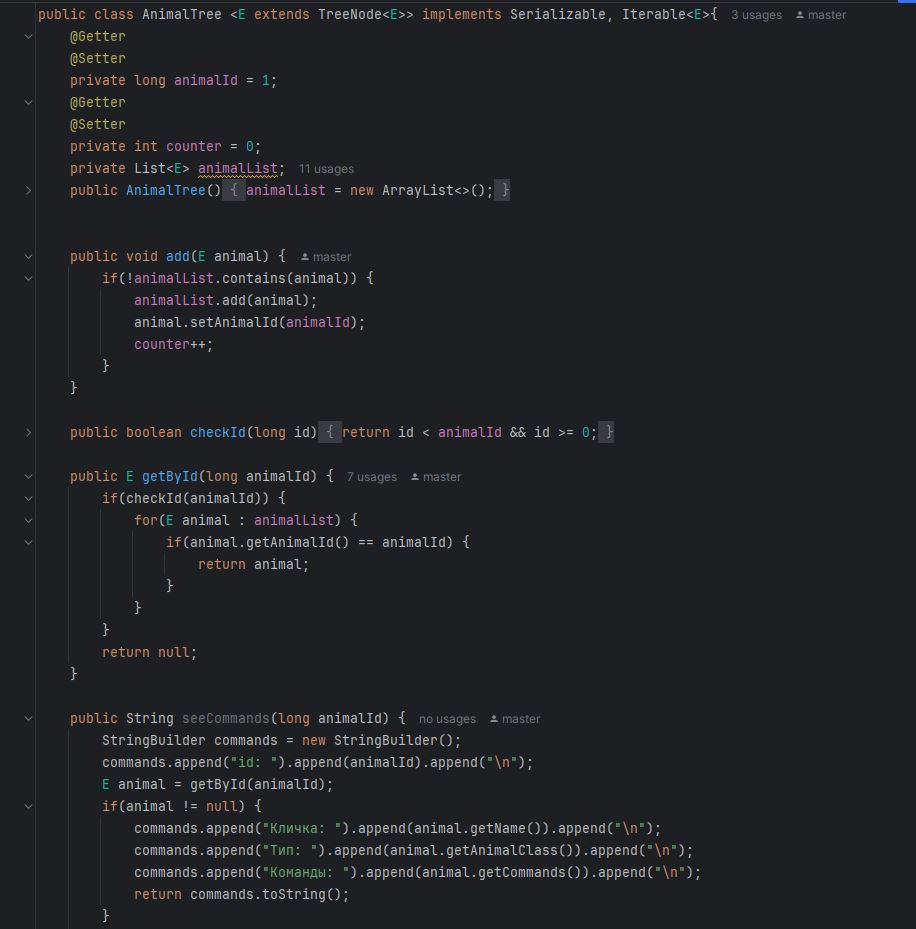 public class AnimalTree <E extends TreeNode<E>> implements Serializable, Iterable<E>{ 3 usages master
@Getter
@Setter
private long animalId = 1;
@Getter
@Setter
private int counter = 0;
private List<E> animalList; 11 usages
public AnimalTree() { animalList = new ArrayList<>(); }
public void add(E animal) { master
if(!animalList.contains(animal)) {
animalList.add(animal);
animal.setAnimalId(animalId);
counter++;
}
}
public boolean checkId(long id) { return id < animalId && id >= 0; }
public E getById(long animalId) { 7 usages master
if(checkId(animalId)) {
for(E animal : animalList) {
if(animal.getAnimalId() == animalId) {
return animal;
}
}
}
return null;
}
public String seeCommands(long animalId) { no usages master
StringBuilder commands = new StringBuilder();
commands.append("id: ").append(animalId).append("\n");
E animal = getById(animalId);
if(animal != null) {
commands.append("Кличка: ").append(animal.getName()).append("\n");
commands.append("Тип: ").append(animal.getAnimalClass()).append("\n");
commands.append("Команды: ").append(animal.getCommands()).append("\n");
return commands.toString();
}